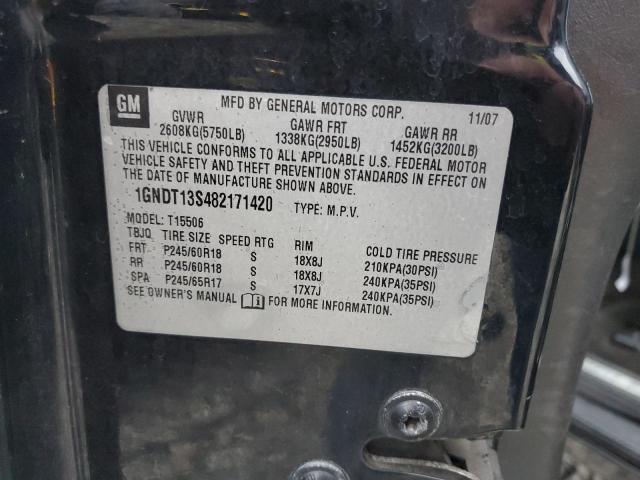 GM
MFD BY GENERAL MOTORS CORP. 11/07
GVWR GAWR FRT GAWR RR
2608KG(5750LB) 1338KG(2950LB) 1452KG(3200LB)
THIS VEHICLE CONFORMS TO ALL APPLICABLE U.S. FEDERAL MOTOR
VEHICLE SAFETY AND THEFT PREVENTION STANDARDS IN EFFECT ON
THE DATE OF MANUFACTURE SHOWN ABOVE.
1GNDT13S482171420 TYPE: M.P.V.
MODEL: T15506
TBJQ TIRE SIZE SPEED RTG RIM COLD TIRE PRESSURE
FRT P245/60R18 S 18X8J 210KPA(30PSI)
RR P245/60R18 S 18X8J 240KPA(35PSI)
SPA P245/65R17 S 17X7J 240KPA(35PSI)
SEE OWNER'S MANUAL FOR MORE INFORMATION.